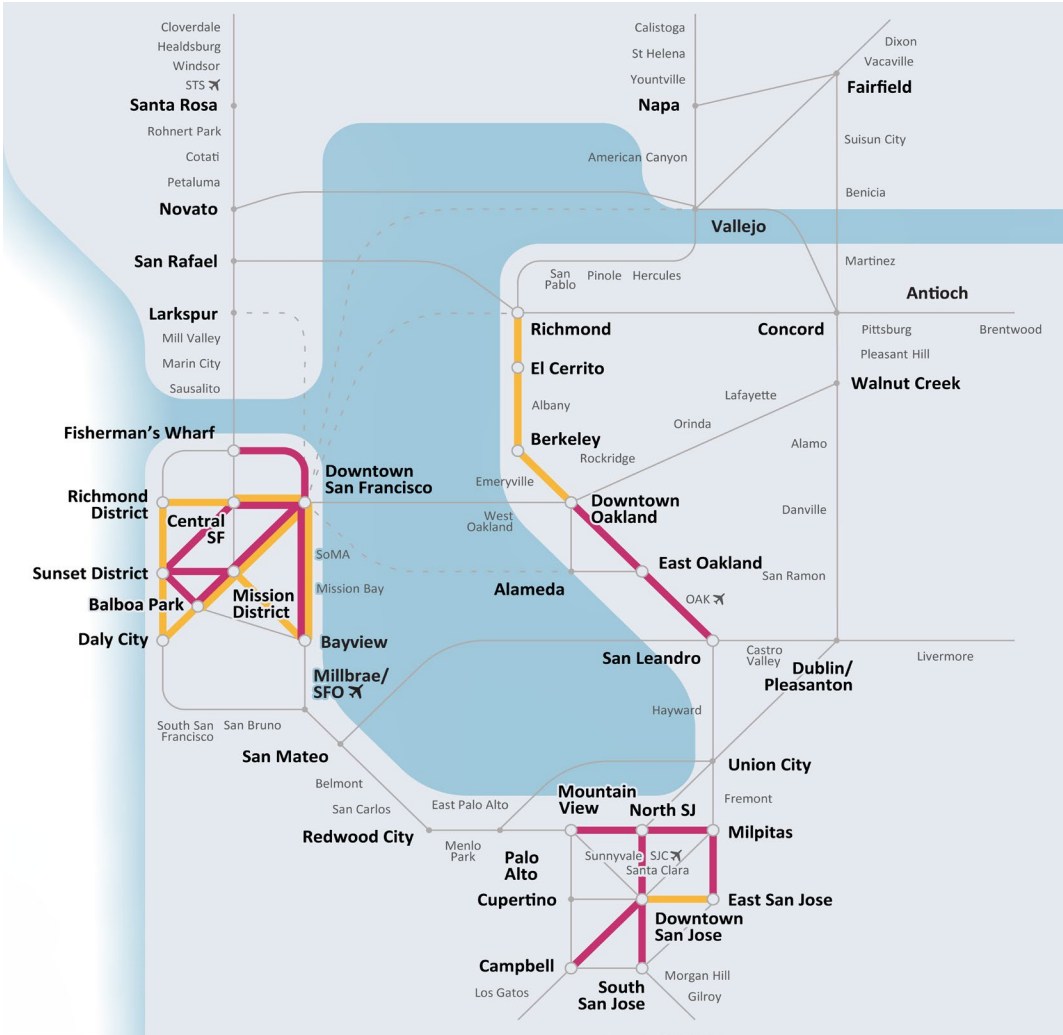 Cloverdale
Healdsburg
Windsor
STS
Santa Rosa
Rohnert Park
Cotati
Petaluma
Novato
San Rafael
Larkspur
Mill Valley
Marin City
Sausalito
Fisherman's Wharf
Calistoga
St Helena
Yountville
Napa
American Canyon
Dixon
Vacaville
Fairfield
Suisun City
Benicia
Vallejo
Martinez
San
Pablo
Pinole
Hercules
Antioch
Richmond
Concord
Pittsburg
Brentwood
Pleasant Hill
El Cerrito
Walnut Creek
Albany
Lafayette
Orinda
Berkeley
Rockridge
Alamo
Downtown
San Francisco
Emeryville
Richmond
District
Central
SF
West
Oakland
Downtown
Oakland
Danville
SoMA
Sunset District
East Oakland
San Ramon
Mission Bay
Mission
District
Alameda
OAK
Balboa Park
Daly City
Bayview
San Leandro
Castro
Valley
Livermore
Dublin/
Pleasanton
Millbrae/
SFO
Hayward
South San
Francisco
San Bruno
San Mateo
Union City
Belmont
Mountain
View
North SJ
Fremont
San Carlos
East Palo Alto
Redwood City
Milpitas
Menlo
Park
Palo
Alto
Sunnyvale
SJC
Santa Clara
Cupertino
East San Jose
Downtown
San Jose
Campbell
South
San Jose
Morgan Hill
Los Gatos
Gilroy